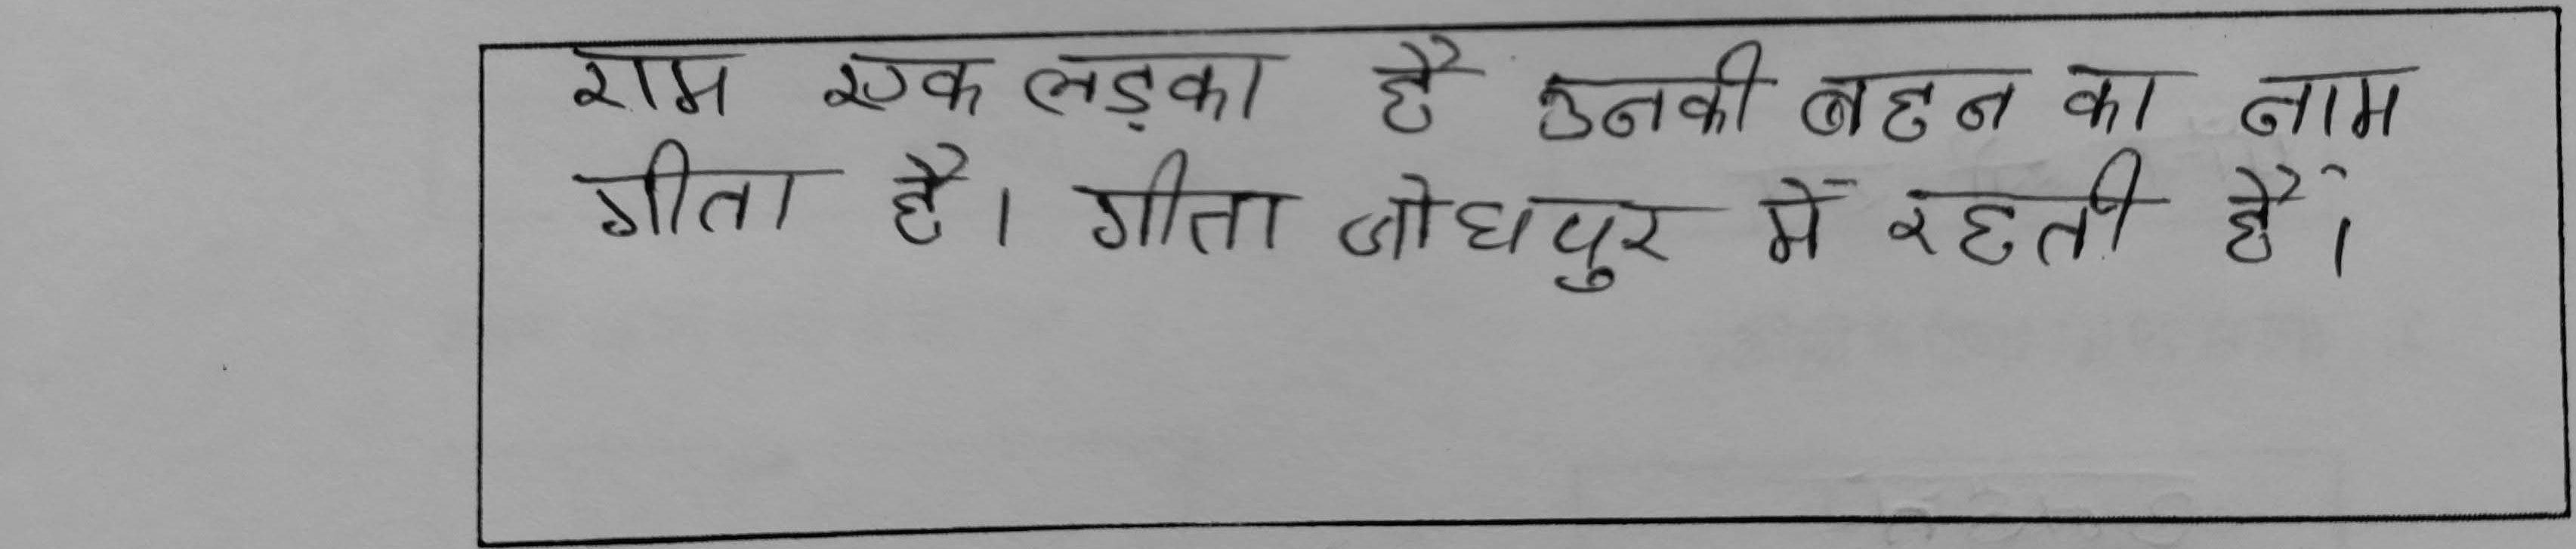 राम एक लड़का है उनकी बहन का नाम
गीता है। गीता जोधपुर में रहती हैं।